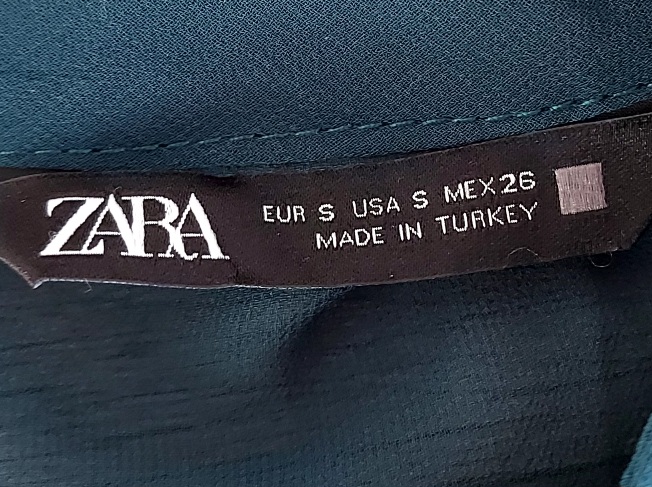 ZARA
EUR S USA S MEX 26
MADE IN TURKEY